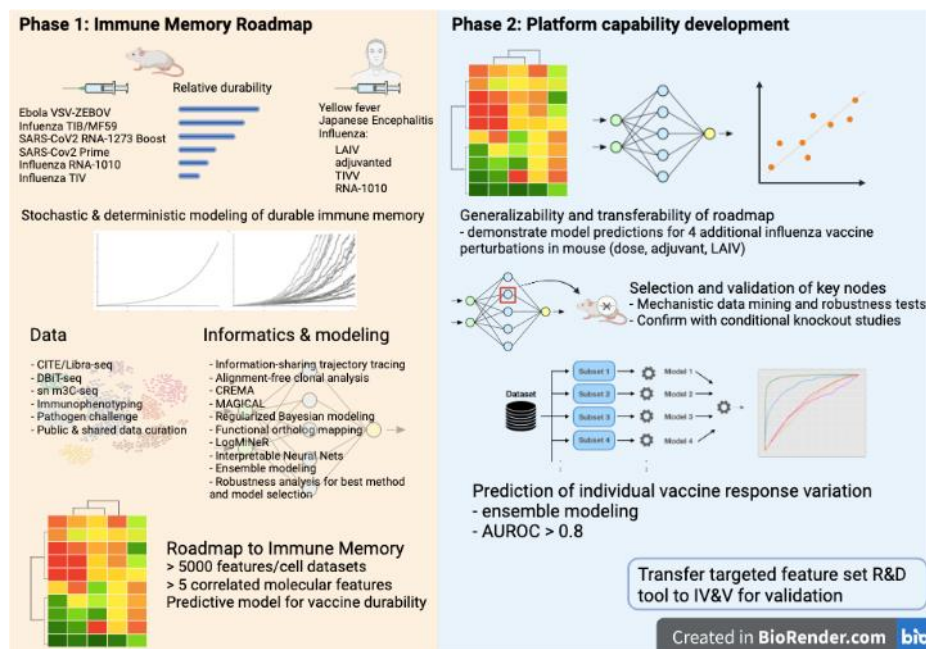 Phase 1: Immune Memory Roadmap
Relative durability
Ebola VSV-ZEBOV
Influenza TIB/MF59
SARS-CoV2 RNA-1273 Boost
SARS-Cov2 Prime
Influenza RNA-1010
Influenza TIV
Yellow fever
Japanese Encephalitis
Influenza:
LAIV
adjuvanted
TIVV
RNA-1010
Stochastic & deterministic modeling of durable immune memory
Data
- CITE/Libra-seq
- DBiT-seq
- sn m3C-seq
- Immunophenotyping
- Pathogen challenge
- Public & shared data curation
Informatics & modeling
- Information-sharing trajectory tracing
- Alignment-free clonal analysis
- CREMA
- MAGICAL
- Regularized Bayesian modeling
- Functional ortholog mapping
- LogMiNeR
- Interpretable Neural Nets
- Ensemble modeling
- Robustness analysis for best method
and model selection
Roadmap to Immune Memory
> 5000 features/cell datasets
> 5 correlated molecular features
Predictive model for vaccine durability
Phase 2: Platform capability development
Generalizability and transferability of roadmap
- demonstrate model predictions for 4 additional influenza vaccine
perturbations in mouse (dose, adjuvant, LAIV)
Selection and validation of key nodes
- Mechanistic data mining and robustness tests
- Confirm with conditional knockout studies
Dataset
Subset 1
Model 1
Subset 2
Model 2
Subset 3
Model 3
Subset 4
Model 4
Prediction of individual vaccine response variation
- ensemble modeling
- AUROC > 0.8
Transfer targeted feature set R&D
tool to IV&V for validation
Created in BioRender.com bio